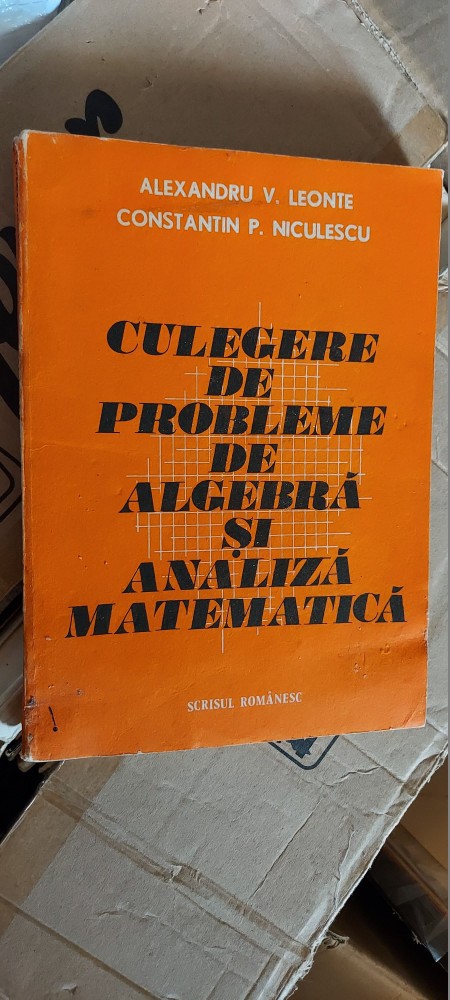 ALEXANDRU V. LEONTE
CONSTANTIN P. NICULESCU
CULEGERE
DE
PROBLEME
DE
ALGEBRĂ
ȘI
ANALIZĂ
MATEMATICĂ
SCRISUL ROMÂNESC